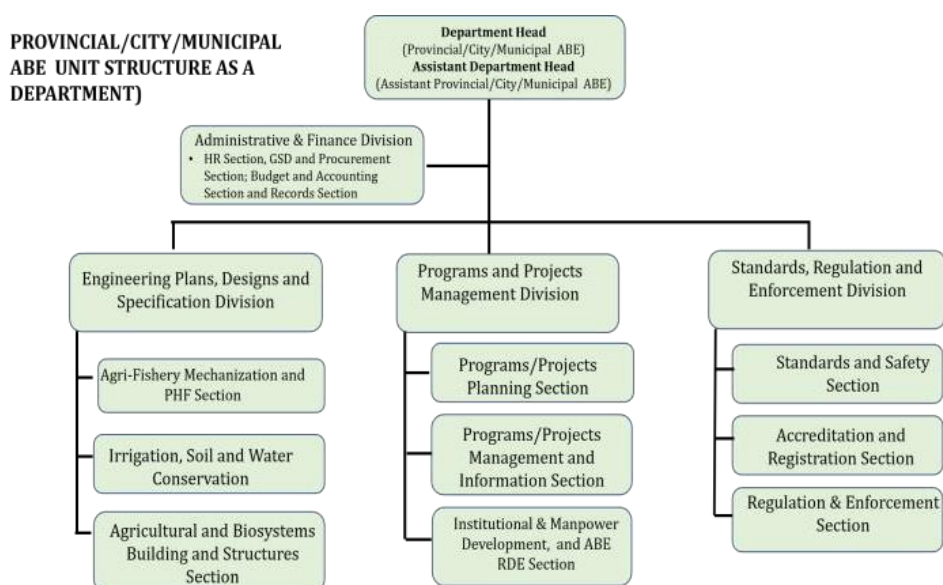 PROVINCIAL/CITY/MUNICIPAL
ABE UNIT STRUCTURE AS A
DEPARTMENT)
Department Head
(Provincial/City/Municipal ABE)
Assistant Department Head
(Assistant Provincial/City/Municipal ABE)
Administrative & Finance Division
• HR Section, GSD and Procurement
Section; Budget and Accounting
Section and Records Section
Engineering Plans, Designs and
Specification Division
Agri-Fishery Mechanization and
PHF Section
Irrigation, Soil and Water
Conservation
Agricultural and Biosystems
Building and Structures
Section
Programs and Projects
Management Division
Programs/Projects
Planning Section
Programs/Projects
Management and
Information Section
Institutional & Manpower
Development, and ABE
RDE Section
Standards, Regulation and
Enforcement Division
Standards and Safety
Section
Accreditation and
Registration Section
Regulation & Enforcement
Section